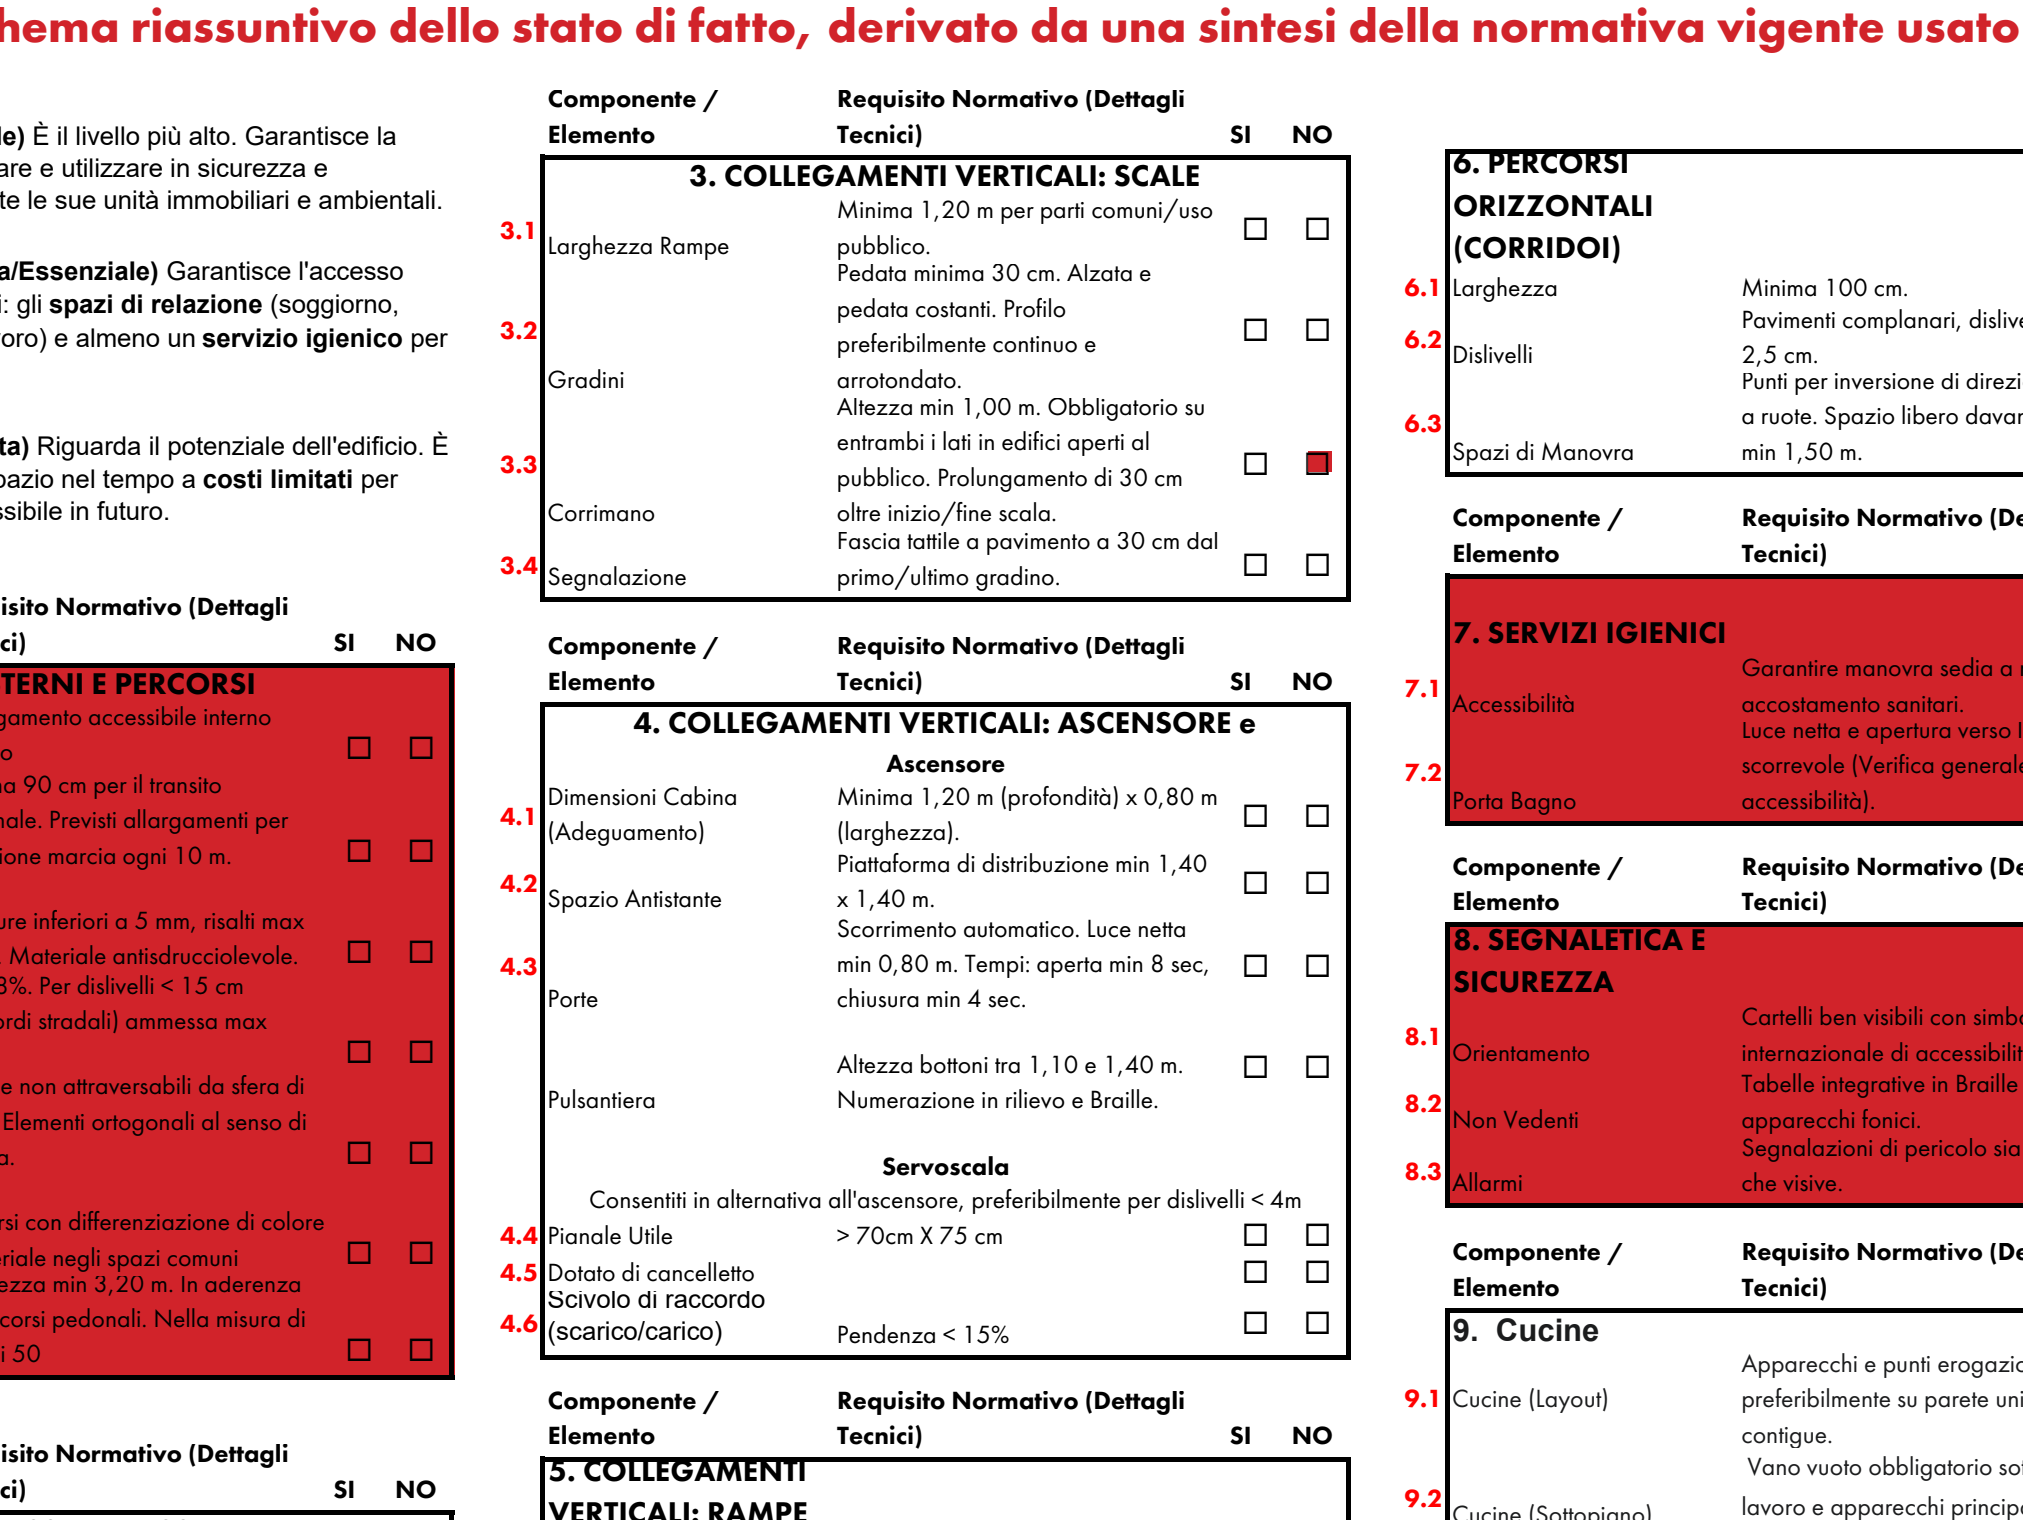 hema riassuntivo dello stato di fatto, derivato da una sintesi della normativa vigente usato
le) È il livello più alto. Garantisce la
are e utilizzare in sicurezza e
te le sue unità immobiliari e ambientali.
a/Essenziale) Garantisce l'accesso
i: gli spazi di relazione (soggiorno,
oro) e almeno un servizio igienico per
ta) Riguarda il potenziale dell'edificio. È
pazio nel tempo a costi limitati per
ssibile in futuro.
isito Normativo (Dettagli
ci) SI NO
TERNI E PERCORSI
gamento accessibile interno
o
na 90 cm per il transito
nale. Previsti allargamenti per
ione marcia ogni 10 m.
ure inferiori a 5 mm, risalti max
. Materiale antisdrucciolevole.
8%. Per dislivelli < 15 cm
ordi stradali) ammessa max
e non attraversabili da sfera di
Elementi ortogonali al senso di
a.
rsi con differenziazione di colore
eriale negli spazi comuni
ezza min 3,20 m. In aderenza
corsi pedonali. Nella misura di
i 50
isito Normativo (Dettagli
ci) SI NO
Componente / Requisito Normativo (Dettagli
Elemento Tecnici) SI NO
3. COLLEGAMENTI VERTICALI: SCALE
Minima 1,20 m per parti comuni/uso
3.1 Larghezza Rampe pubblico.
Pedata minima 30 cm. Alzata e
pedata costanti. Profilo
3.2 preferibilmente continuo e
Gradini arrotondato.
Altezza min 1,00 m. Obbligatorio su
entrambi i lati in edifici aperti al
3.3 pubblico. Prolungamento di 30 cm
Corrimano oltre inizio/fine scala.
Fascia tattile a pavimento a 30 cm dal
3.4 Segnalazione primo/ultimo gradino.
Componente / Requisito Normativo (Dettagli
Elemento Tecnici) SI NO
4. COLLEGAMENTI VERTICALI: ASCENSORE e
Ascensore
Dimensioni Cabina Minima 1,20 m (profondità) x 0,80 m
4.1 (Adeguamento) (larghezza).
Piattaforma di distribuzione min 1,40
4.2 Spazio Antistante x 1,40 m.
Scorrimento automatico. Luce netta
4.3 min 0,80 m. Tempi: aperta min 8 sec,
Porte chiusura min 4 sec.
Altezza bottoni tra 1,10 e 1,40 m.
Pulsantiera Numerazione in rilievo e Braille.
Servoscala
Consentiti in alternativa all'ascensore, preferibilmente per dislivelli < 4m
4.4 Pianale Utile > 70cm X 75 cm
4.5 Dotato di cancelletto
Scivolo di raccordo
4.6 (scarico/carico) Pendenza < 15%
Componente / Requisito Normativo (Dettagli
Elemento Tecnici) SI NO
5. COLLEGAMENTI
VERTICALI: RAMPE
6. PERCORSI
ORIZZONTALI
(CORRIDOI)
6.1 Larghezza Minima 100 cm.
Pavimenti complanari, dislive
6.2 Dislivelli 2,5 cm.
Punti per inversione di direzi
6.3 a ruote. Spazio libero davan
Spazi di Manovra min 1,50 m.
Componente / Requisito Normativo (De
Elemento Tecnici)
7. SERVIZI IGIENICI
Garantire manovra sedia a r
7.1 Accessibilità accostamento sanitari.
Luce netta e apertura verso l
7.2 scorrevole (Verifica generale
Porta Bagno accessibilità).
Componente / Requisito Normativo (De
Elemento Tecnici)
8. SEGNALETICA E
SICUREZZA
Cartelli ben visibili con simbo
8.1 Orientamento internazionale di accessibilit
Tabelle integrative in Braille
8.2 Non Vedenti apparecchi fonici.
Segnalazioni di pericolo sia
8.3 Allarmi che visive.
Componente / Requisito Normativo (De
Elemento Tecnici)
9. Cucine
Apparecchi e punti erogazio
9.1 Cucine (Layout) preferibilmente su parete uni
contigue.
Vano vuoto obbligatorio sot
9.2 Cucine (Sottopiano) lavoro e apparecchi principa